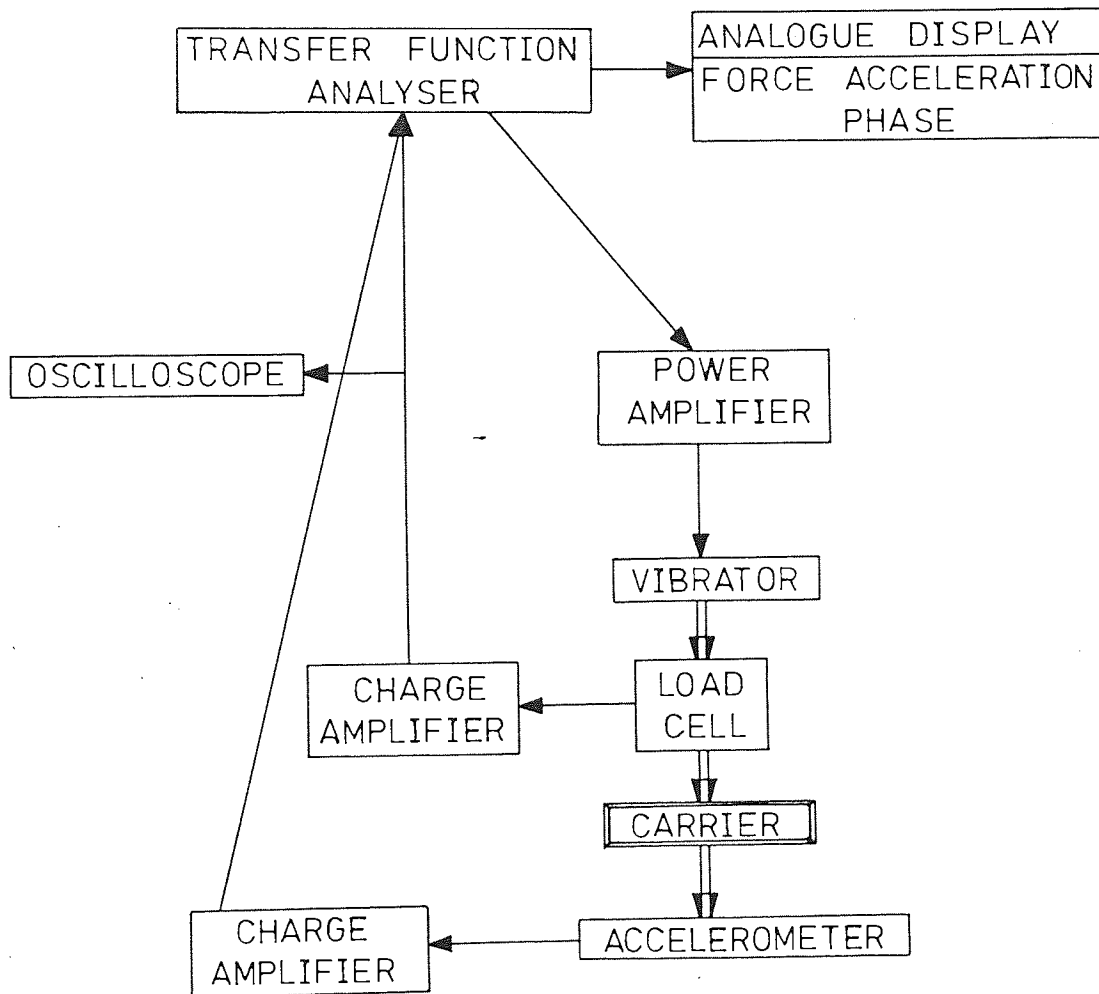 TRANSFER FUNCTION
ANALYSER
ANALOGUE DISPLAY
FORCE ACCELERATION
PHASE
OSCILLOSCOPE
POWER
AMPLIFIER
VIBRATOR
CHARGE
AMPLIFIER
LOAD
CELL
CARRIER
CHARGE
AMPLIFIER
ACCELEROMETER